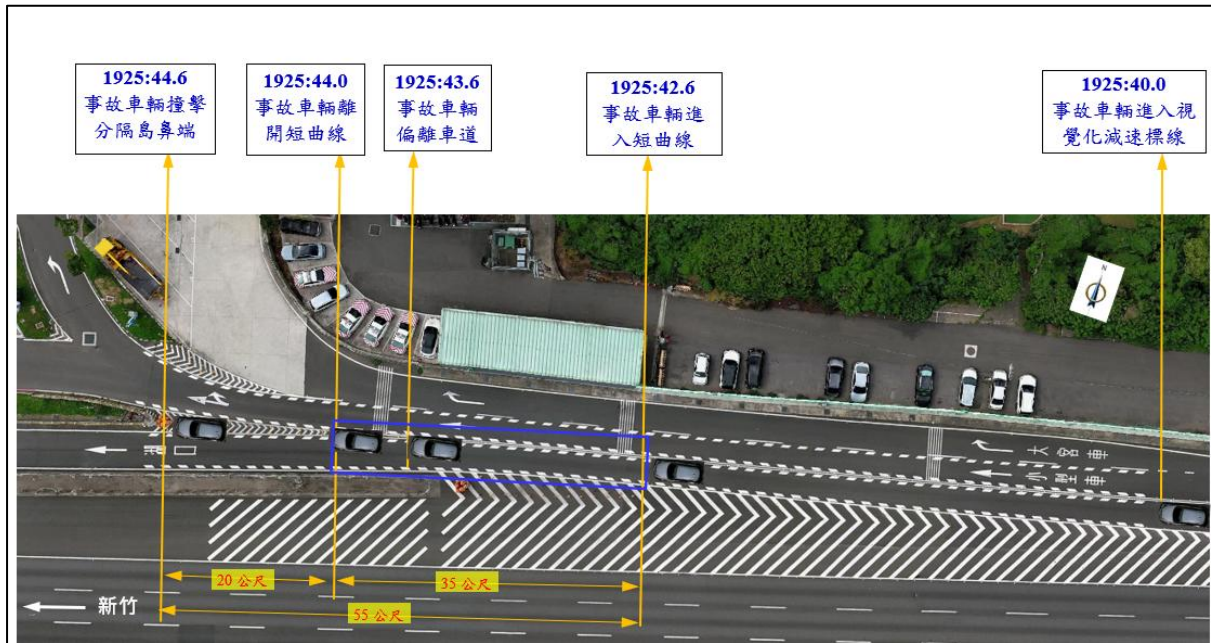 1925:44.6
事故車輛撞擊
分隔島鼻端
1925:44.0
事故車輛離
開短曲線
1925:43.6
事故車輛
偏離車道
1925:42.6
事故車輛進
入短曲線
1925:40.0
事故車輛進入視
覺化減速標線
N
大客車
小型車
出口
20 公尺
35 公尺
55 公尺
新竹